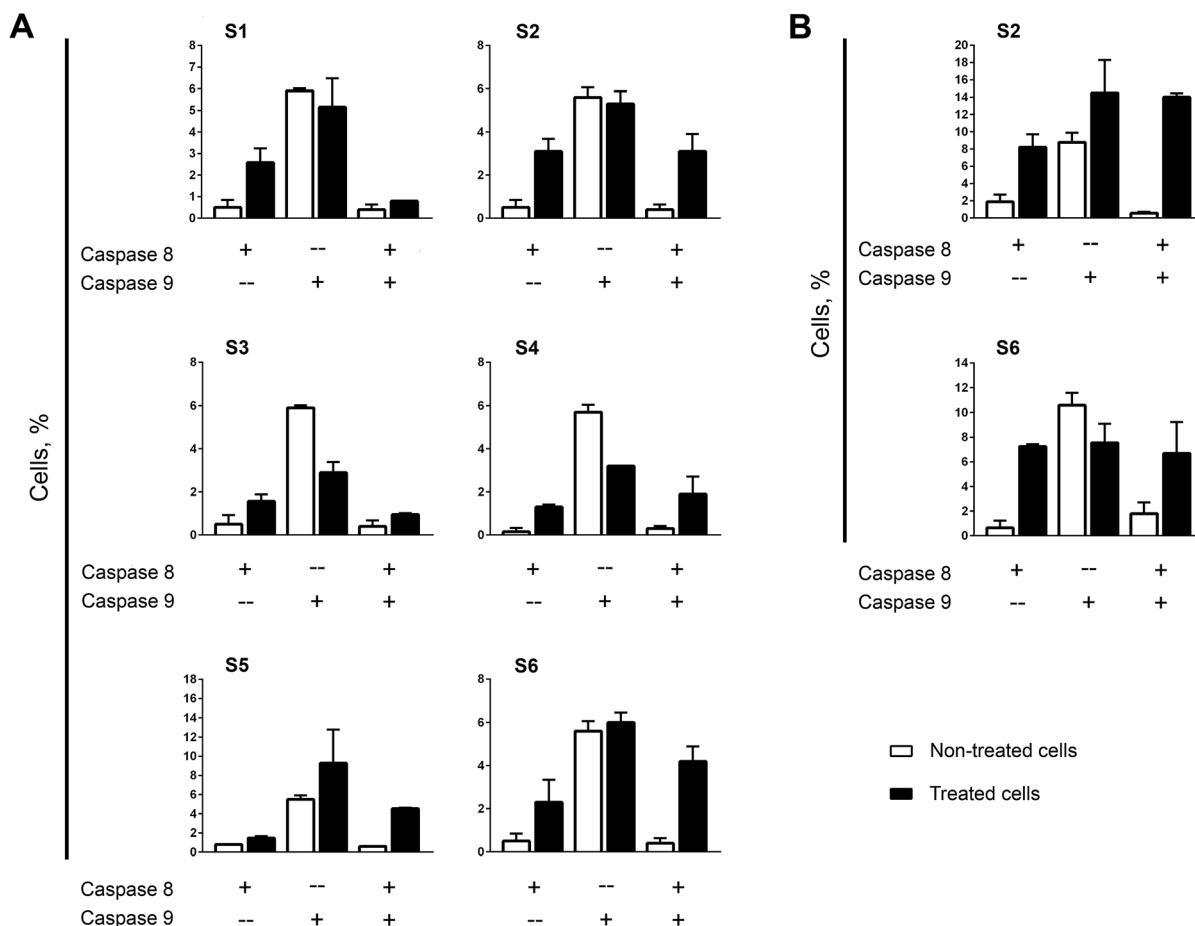 A
B
Cells, %
S1
8
7
6
5
4
3
2
1
0
Caspase 8 + -- +
Caspase 9 -- + +
S2
8
6
4
2
0
+ -- +
-- + +
S3
8
6
4
2
0
Caspase 8 + -- +
Caspase 9 -- + +
S4
8
6
4
2
0
+ -- +
-- + +
S5
18
16
14
12
10
8
6
4
2
0
Caspase 8 + -- +
Caspase 9 -- + +
S6
8
6
4
2
0
+ -- +
-- + +
Cells, %
S2
20
18
16
14
12
10
8
6
4
2
0
Caspase 8 + -- +
Caspase 9 -- + +
S6
14
12
10
8
6
4
2
0
Caspase 8 + -- +
Caspase 9 -- + +
Non-treated cells
Treated cells